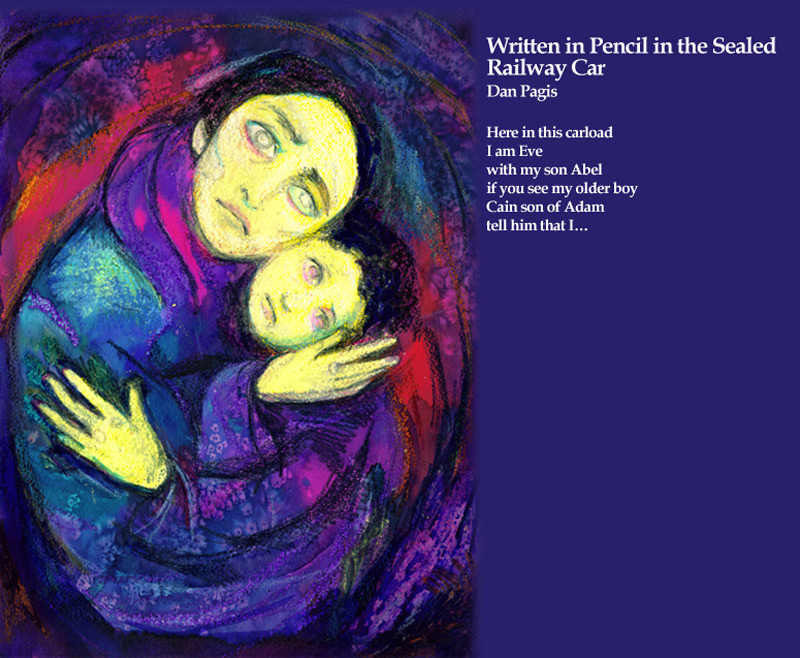 Written in Pencil in the Sealed
Railway Car
Dan Pagis
Here in this carload
I am Eve
with my son Abel
if you see my older boy
Cain son of Adam
tell him that I...